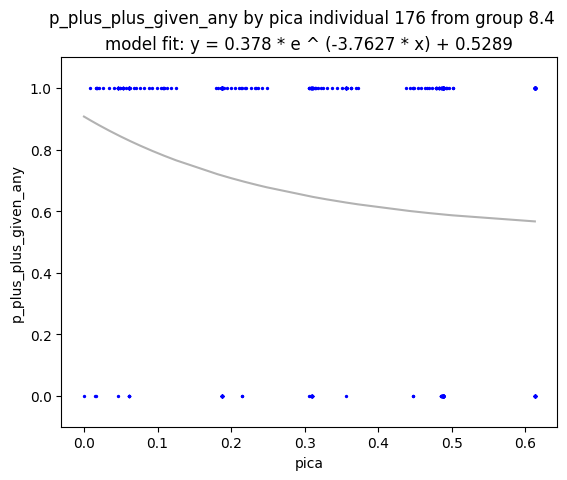 p_plus_plus_given_any by pica individual 176 from group 8.4
model fit: y = 0.378 * e ^ (-3.7627 * x) + 0.5289
p_plus_plus_given_any
1.0
0.8
0.6
0.4
0.2
0.0
0.0 0.1 0.2 0.3 0.4 0.5 0.6
pica